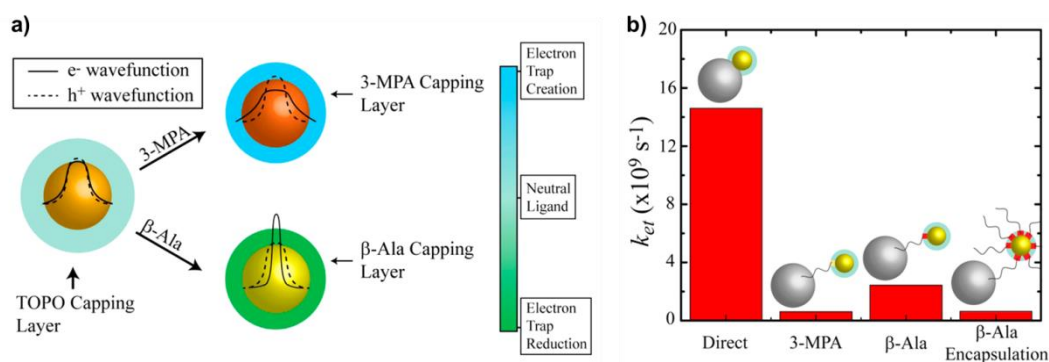 a)
e- wavefunction
h+ wavefunction
3-MPA
β-Ala
TOPO Capping
Layer
3-MPA Capping
Layer
β-Ala Capping
Layer
Electron
Trap
Creation
Neutral
Ligand
Electron
Trap
Reduction
b)
ket (x10⁹ s-1)
20
16
12
8
4
0
Direct
3-MPA
β-Ala
β-Ala
Encapsulation